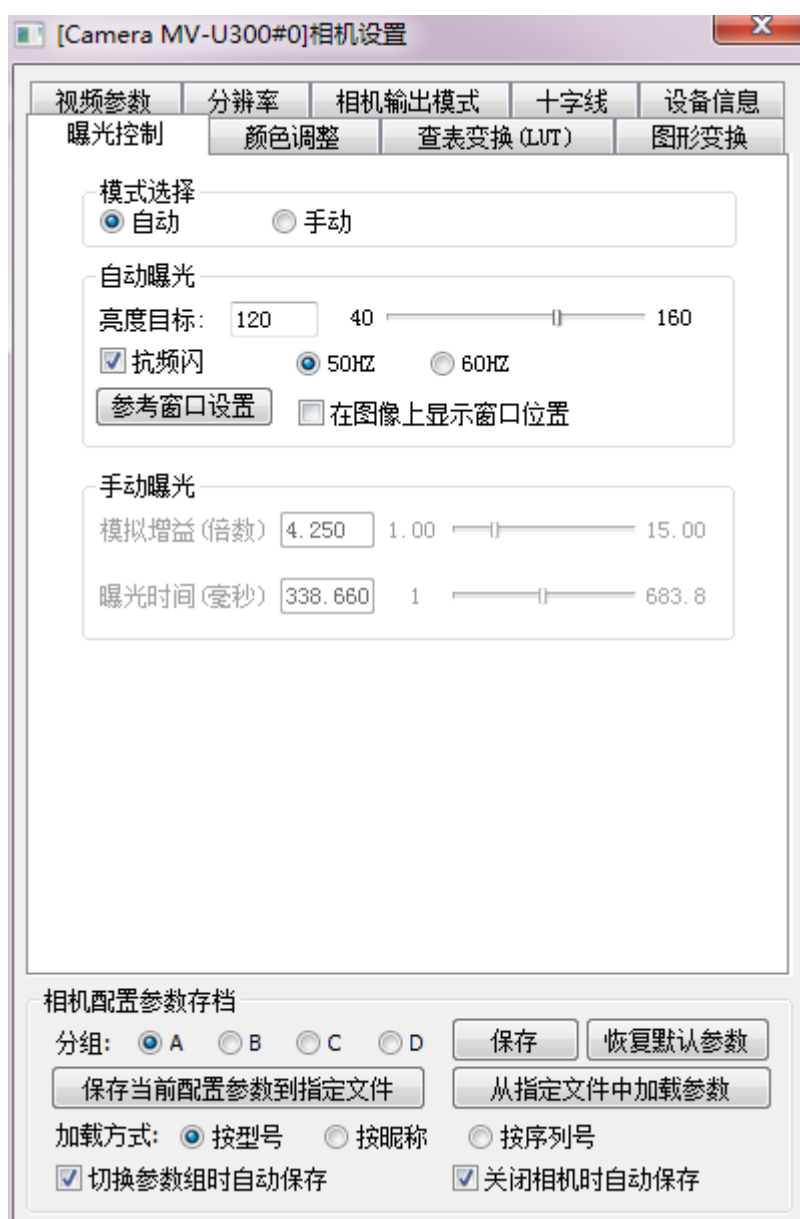 [Camera MV-U300#0]相机设置
视频参数 分辨率 相机输出模式 十字线 设备信息
曝光控制 颜色调整 查表变换(LUT) 图形变换
模式选择
自动 手动
自动曝光
亮度目标: 120 40 160
抗频闪 50HZ 60HZ
参考窗口设置 在图像上显示窗口位置
手动曝光
模拟增益(倍数) 4.250 1.00 15.00
曝光时间(毫秒) 338.660 1 683.8
相机配置参数存档
分组: A B C D 保存 恢复默认参数
保存当前配置参数到指定文件 从指定文件中加载参数
加载方式: 按型号 按昵称 按序列号
切换参数组时自动保存 关闭相机时自动保存